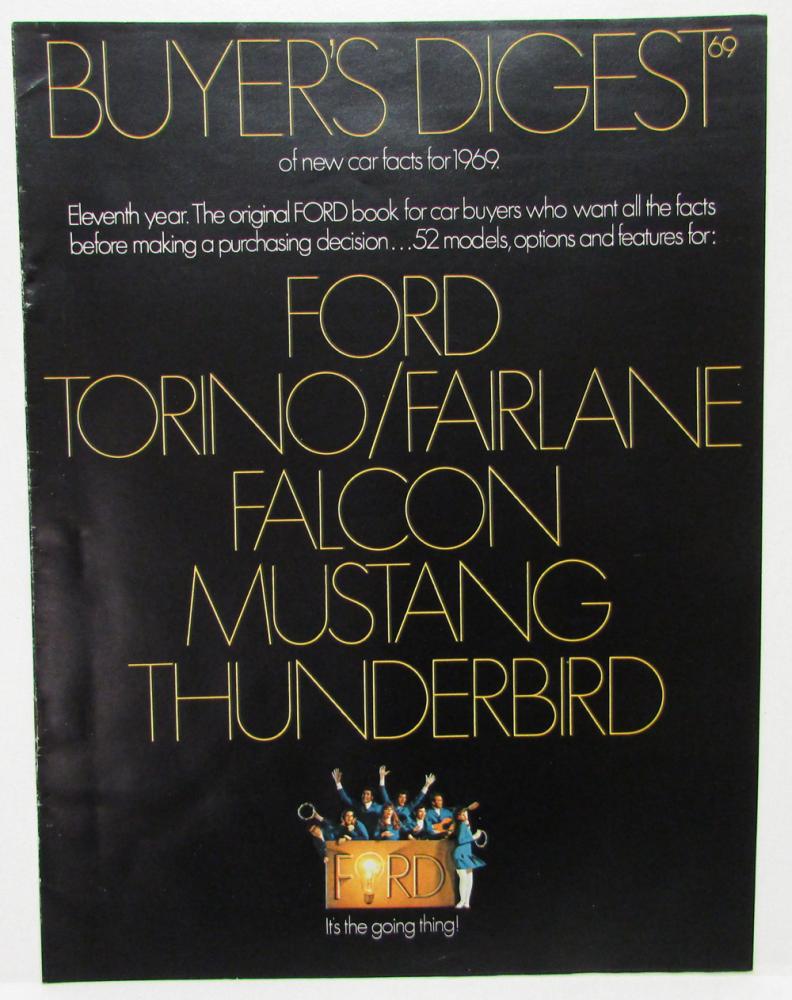 BUYER'S DIGEST '69
of new car facts for 1969.
Eleventh year. The original FORD book for car buyers who want all the facts
before making a purchasing decision...52 models, options and features for:
FORD
TORINO/FAIRLANE
FALCON
MUSTANG
THUNDERBIRD
FORD
It's the going thing!